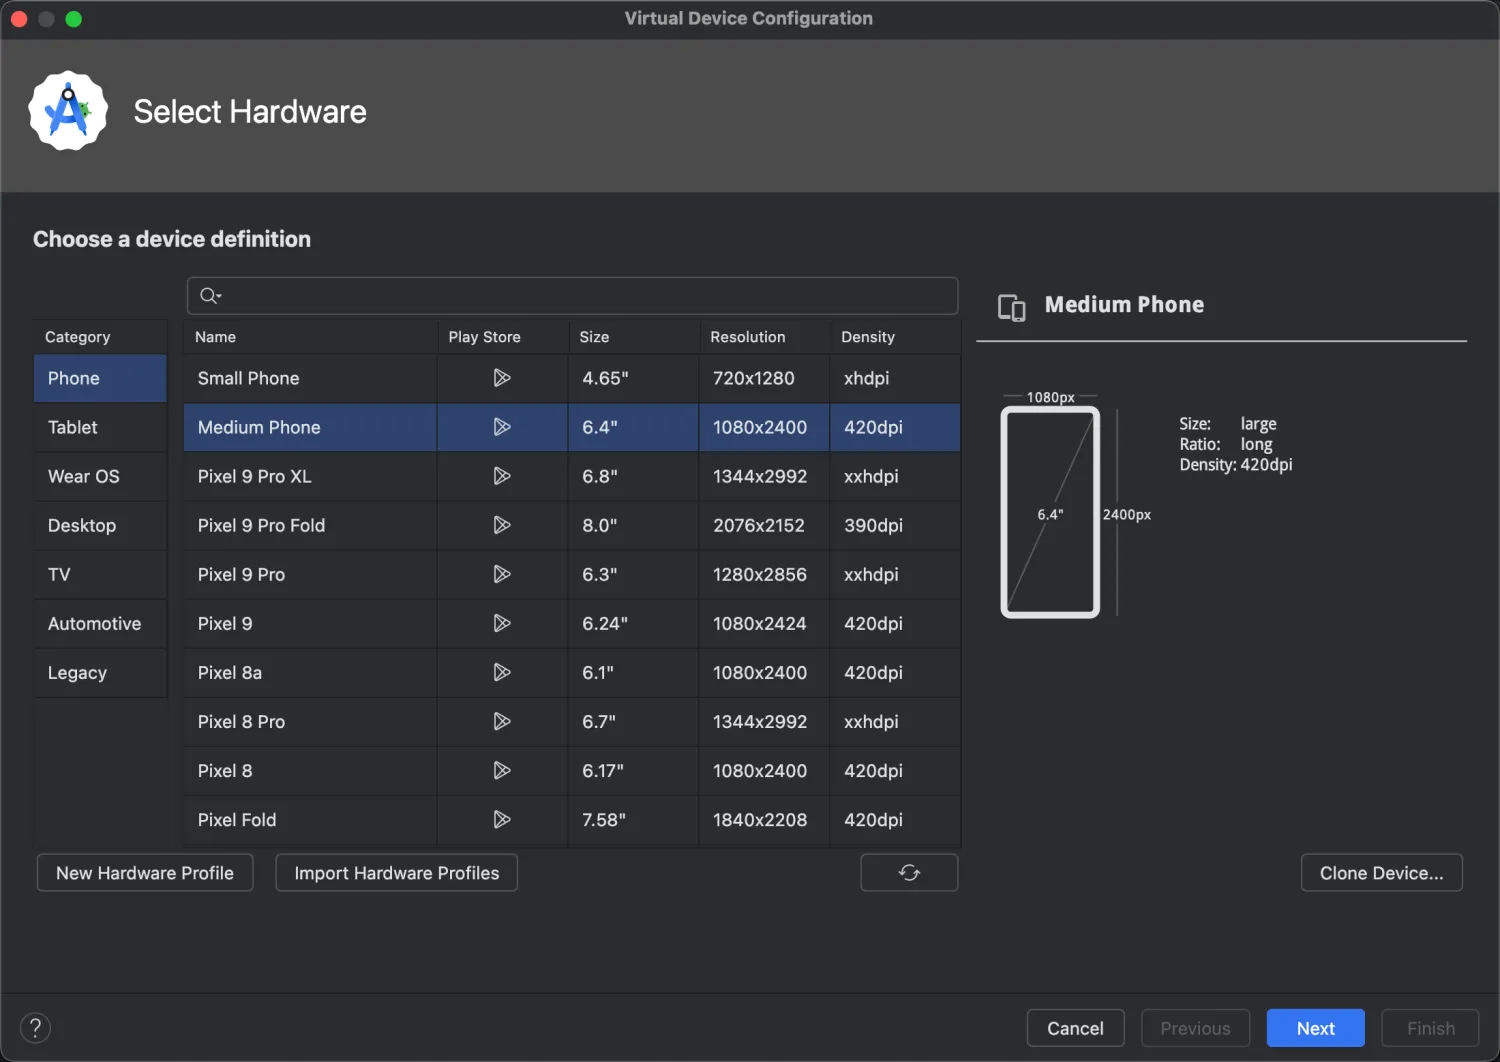 Virtual Device Configuration
Select Hardware
Choose a device definition
Category
Phone
Tablet
Wear OS
Desktop
TV
Automotive
Legacy
Name Play Store Size Resolution Density
Small Phone 4.65" 720x1280 xhdpi
Medium Phone 6.4" 1080x2400 420dpi
Pixel 9 Pro XL 6.8" 1344x2992 xxhdpi
Pixel 9 Pro Fold 8.0" 2076x2152 390dpi
Pixel 9 Pro 6.3" 1280x2856 xxhdpi
Pixel 9 6.24" 1080x2424 420dpi
Pixel 8a 6.1" 1080x2400 420dpi
Pixel 8 Pro 6.7" 1344x2992 xxhdpi
Pixel 8 6.17" 1080x2400 420dpi
Pixel Fold 7.58" 1840x2208 420dpi
Medium Phone
1080px
6.4"
2400px
Size: large
Ratio: long
Density: 420dpi
New Hardware Profile Import Hardware Profiles Clone Device...
? Cancel Previous Next Finish